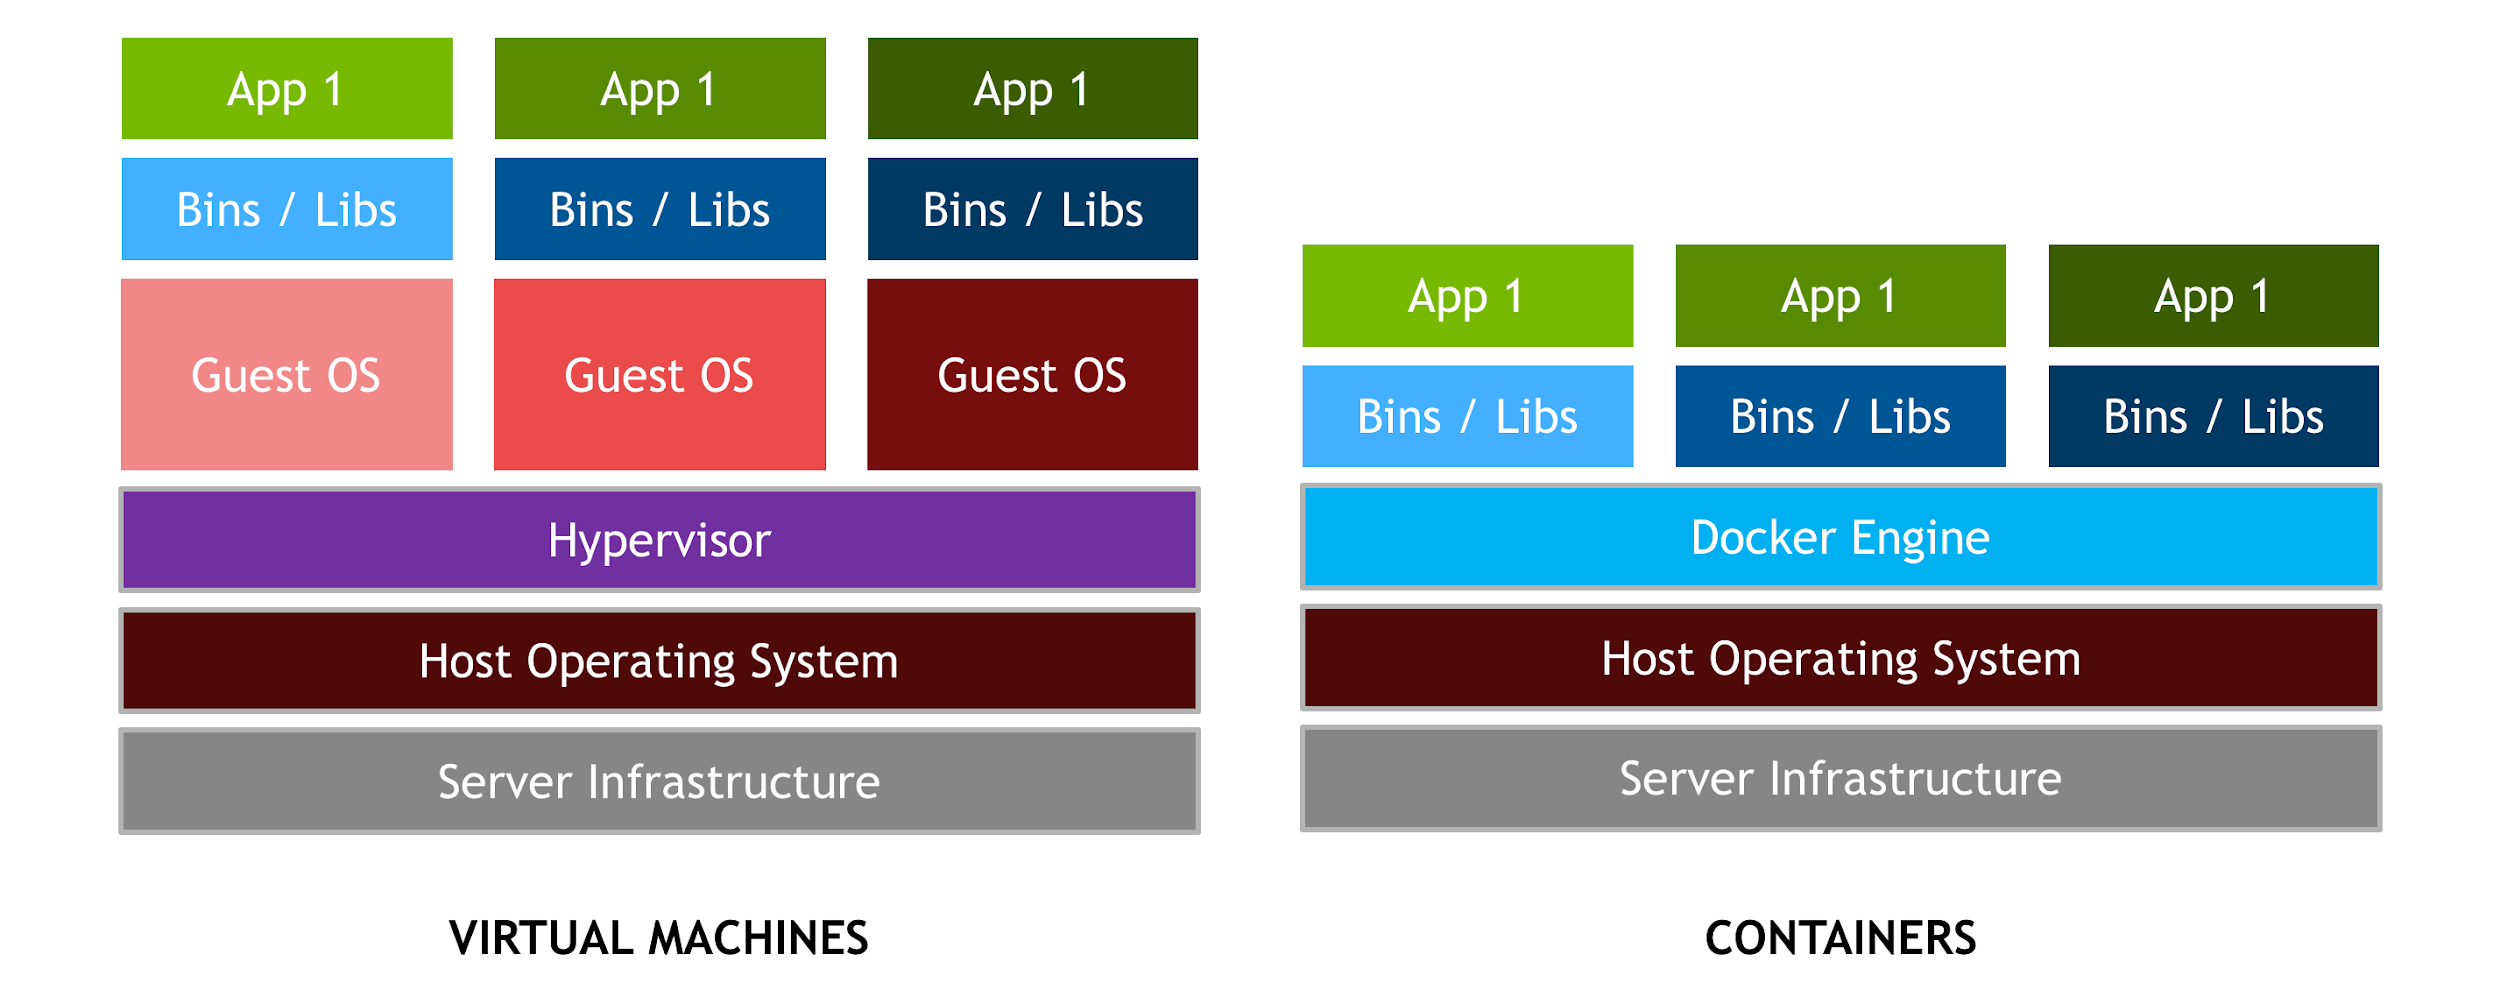 App 1
App 1
App 1
Bins / Libs
Bins / Libs
Bins / Libs
Guest OS
Guest OS
Guest OS
Hypervisor
Host Operating System
Server Infrastructure
VIRTUAL MACHINES
App 1
App 1
App 1
Bins / Libs
Bins / Libs
Bins / Libs
Docker Engine
Host Operating System
Server Infrastructure
CONTAINERS